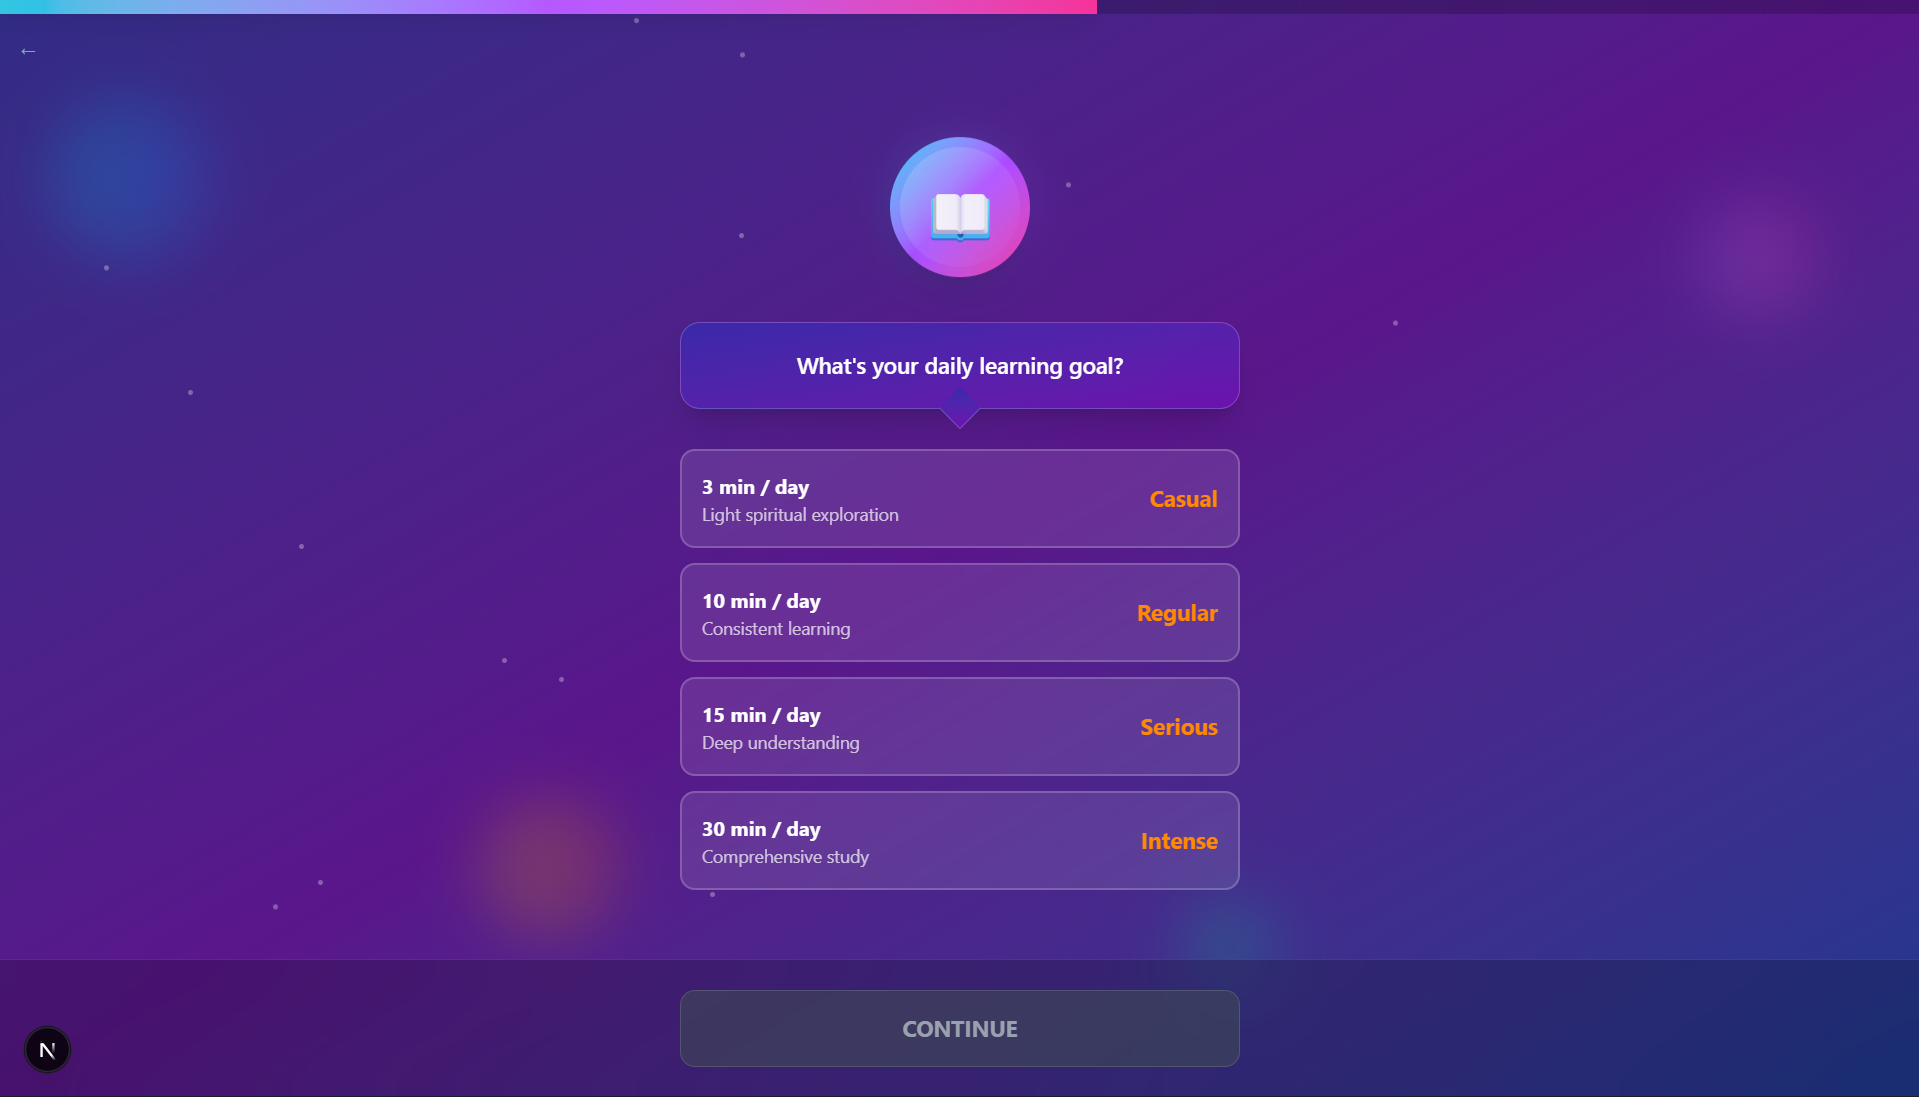 ←
What's your daily learning goal?
3 min / day
Light spiritual exploration
Casual
10 min / day
Consistent learning
Regular
15 min / day
Deep understanding
Serious
30 min / day
Comprehensive study
Intense
CONTINUE
N